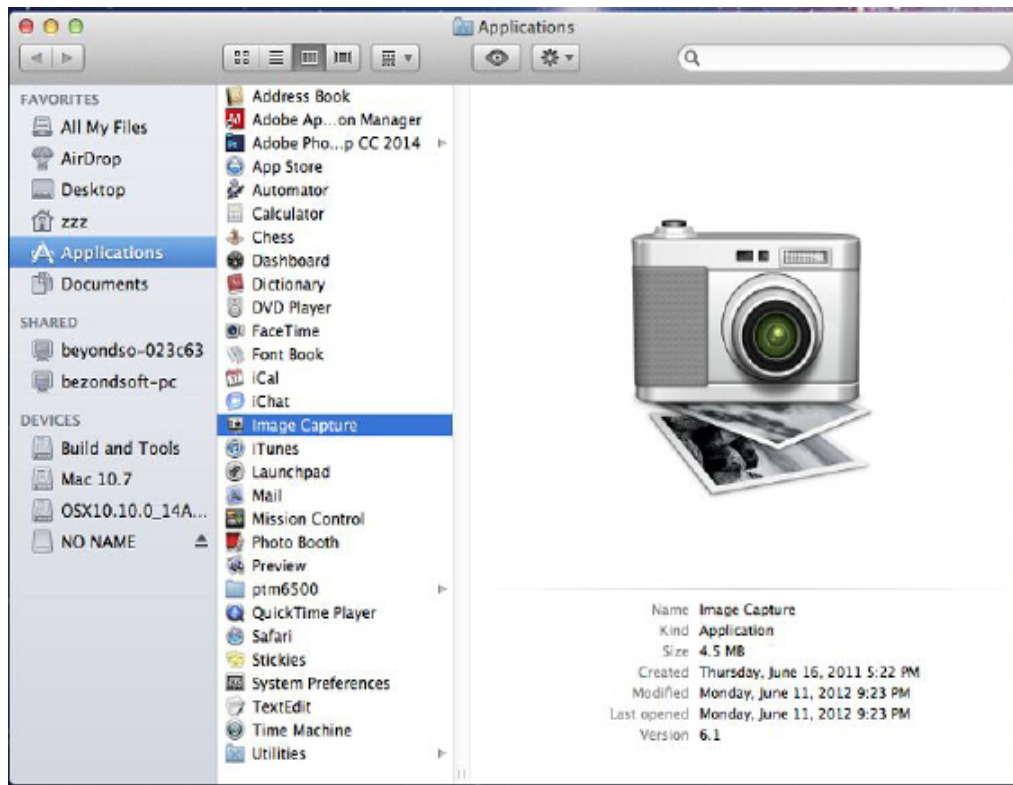 Applications
FAVORITES
All My Files
AirDrop
Desktop
zzz
Applications
Documents
SHARED
beyondso-023c63
bezondsoft-pc
DEVICES
Build and Tools
Mac 10.7
OSX10.10.0_14A...
NO NAME
Address Book
Adobe Ap...on Manager
Adobe Pho...p CC 2014
App Store
Automator
Calculator
Chess
Dashboard
Dictionary
DVD Player
FaceTime
Font Book
iCal
iChat
Image Capture
iTunes
Launchpad
Mail
Mission Control
Photo Booth
Preview
ptm6500
QuickTime Player
Safari
Stickies
System Preferences
TextEdit
Time Machine
Utilities
Name Image Capture
Kind Application
Size 4.5 MB
Created Thursday, June 16, 2011 5:22 PM
Modified Monday, June 11, 2012 9:23 PM
Last opened Monday, June 11, 2012 9:23 PM
Version 6.1